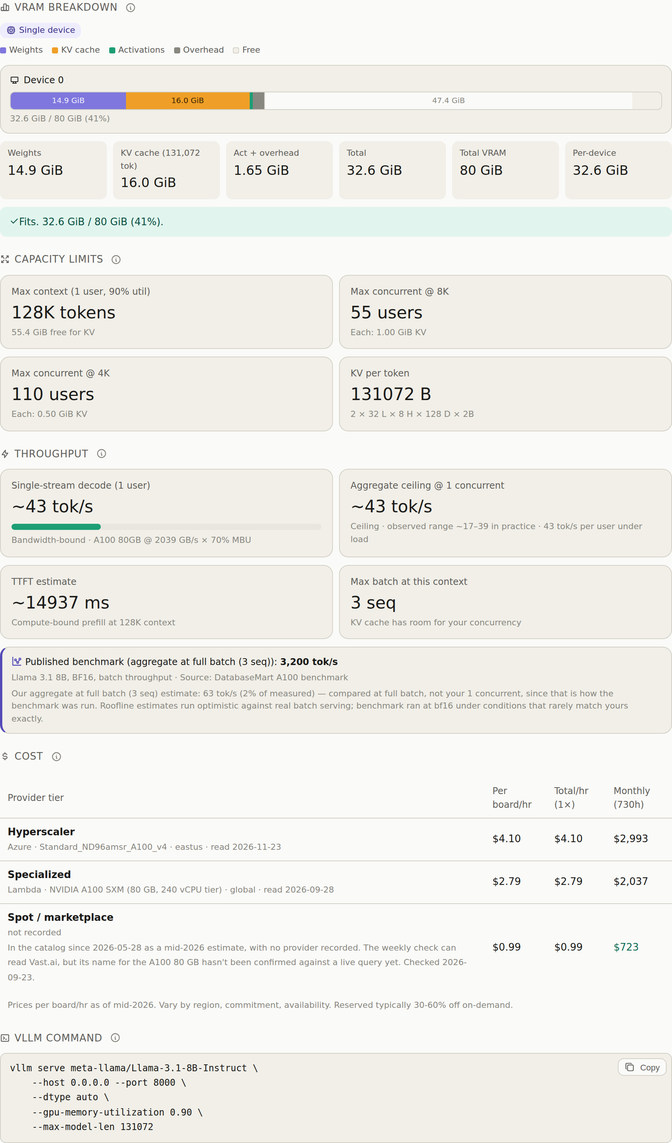 VRAM BREAKDOWN
Single device
Weights KV cache Activations Overhead Free
Device 0
14.9 GiB 16.0 GiB 47.4 GiB
32.6 GiB / 80 GiB (41%)
Weights
14.9 GiB
KV cache (131,072
tok)
16.0 GiB
Act + overhead
1.65 GiB
Total
32.6 GiB
Total VRAM
80 GiB
Per-device
32.6 GiB
✓Fits. 32.6 GiB / 80 GiB (41%).
CAPACITY LIMITS
Max context (1 user, 90% util)
128K tokens
55.4 GiB free for KV
Max concurrent @ 8K
55 users
Each: 1.00 GiB KV
Max concurrent @ 4K
110 users
Each: 0.50 GiB KV
KV per token
131072 B
2 × 32 L × 8 H × 128 D × 2B
THROUGHPUT
Single-stream decode (1 user)
~43 tok/s
Bandwidth-bound · A100 80GB @ 2039 GB/s × 70% MBU
Aggregate ceiling @ 1 concurrent
~43 tok/s
Ceiling · observed range ~17–39 in practice · 43 tok/s per user under
load
TTFT estimate
~14937 ms
Compute-bound prefill at 128K context
Max batch at this context
3 seq
KV cache has room for your concurrency
Published benchmark (aggregate at full batch (3 seq)): 3,200 tok/s
Llama 3.1 8B, BF16, batch throughput · Source: DatabaseMart A100 benchmark
Our aggregate at full batch (3 seq) estimate: 63 tok/s (2% of measured) — compared at full batch, not your 1 concurrent, since that is how the
benchmark was run. Roofline estimates run optimistic against real batch serving; benchmark ran at bf16 under conditions that rarely match yours
exactly.
$ COST
Provider tier
Per
board/hr
Total/hr
(1×)
Monthly
(730h)
Hyperscaler
Azure · Standard_ND96amsr_A100_v4 · eastus · read 2026-11-23
$4.10 $4.10 $2,993
Specialized
Lambda · NVIDIA A100 SXM (80 GB, 240 vCPU tier) · global · read 2026-09-28
$2.79 $2.79 $2,037
Spot / marketplace
not recorded
In the catalog since 2026-05-28 as a mid-2026 estimate, with no provider recorded. The weekly check can
read Vast.ai, but its name for the A100 80 GB hasn't been confirmed against a live query yet. Checked 2026-
09-23.
$0.99 $0.99 $723
Prices per board/hr as of mid-2026. Vary by region, commitment, availability. Reserved typically 30-60% off on-demand.
VLLM COMMAND
Copy
vllm serve meta-llama/Llama-3.1-8B-Instruct \
--host 0.0.0.0 --port 8000 \
--dtype auto \
--gpu-memory-utilization 0.90 \
--max-model-len 131072